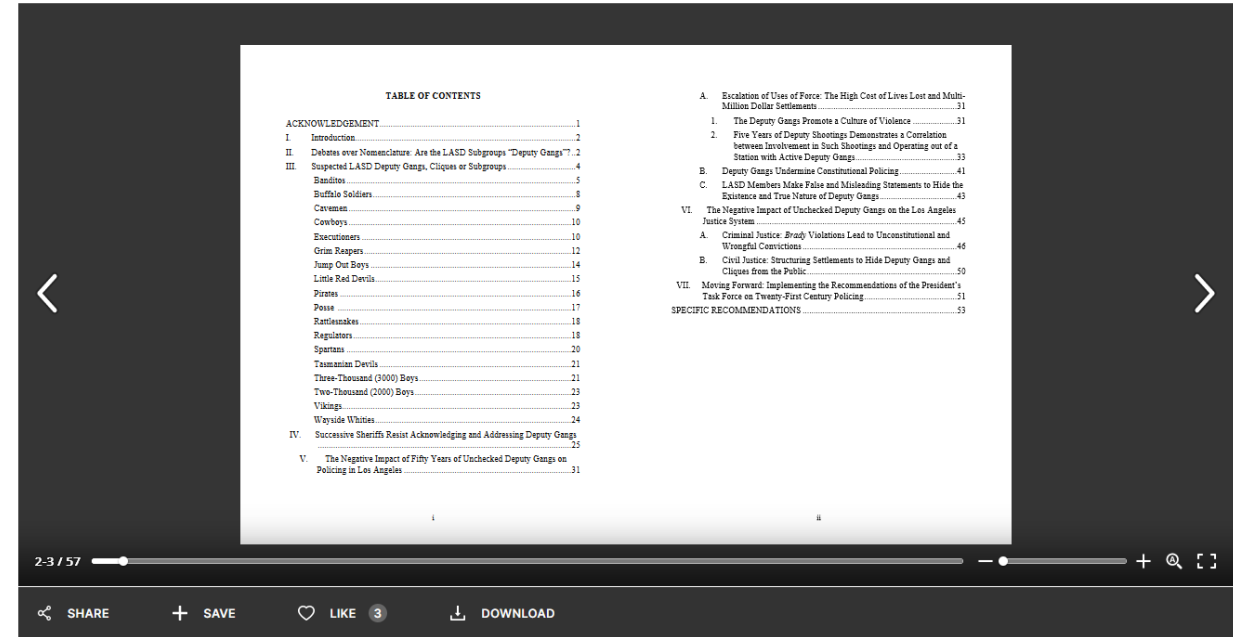 TABLE OF CONTENTS
ACKNOWLEDGEMENT ........ 1
I. Introduction ........ 2
II. Debates over Nomenclature: Are the LASD Subgroups "Deputy Gangs"? .. 2
III. Suspected LASD Deputy Gangs, Cliques or Subgroups ........ 4
Banditos ........ 5
Buffalo Soldiers ........ 8
Cavemen ........ 9
Cowboys ........ 10
Executioners ........ 10
Grim Reapers ........ 12
Jump Out Boys ........ 14
Little Red Devils ........ 15
Pirates ........ 16
Posse ........ 17
Rattlesnakes ........ 18
Regulators ........ 18
Spartans ........ 20
Tasmanian Devils ........ 21
Three-Thousand (3000) Boys ........ 21
Two-Thousand (2000) Boys ........ 23
Vikings ........ 23
Wayside Whities ........ 24
IV. Successive Sheriffs Resist Acknowledging and Addressing Deputy Gangs
........ 25
V. The Negative Impact of Fifty Years of Unchecked Deputy Gangs on
Policing in Los Angeles ........ 31
i
A. Escalation of Uses of Force: The High Cost of Lives Lost and Multi-
Million Dollar Settlements ........ 31
1. The Deputy Gangs Promote a Culture of Violence ........ 31
2. Five Years of Deputy Shootings Demonstrates a Correlation
between Involvement in Such Shootings and Operating out of a
Station with Active Deputy Gangs ........ 33
B. Deputy Gangs Undermine Constitutional Policing ........ 41
C. LASD Members Make False and Misleading Statements to Hide the
Existence and True Nature of Deputy Gangs ........ 43
VI. The Negative Impact of Unchecked Deputy Gangs on the Los Angeles
Justice System ........ 45
A. Criminal Justice: Brady Violations Lead to Unconstitutional and
Wrongful Convictions ........ 46
B. Civil Justice: Structuring Settlements to Hide Deputy Gangs and
Cliques from the Public ........ 50
VII. Moving Forward: Implementing the Recommendations of the President's
Task Force on Twenty-First Century Policing ........ 51
SPECIFIC RECOMMENDATIONS ........ 53
ii
2-3 / 57
SHARE SAVE LIKE 3 DOWNLOAD